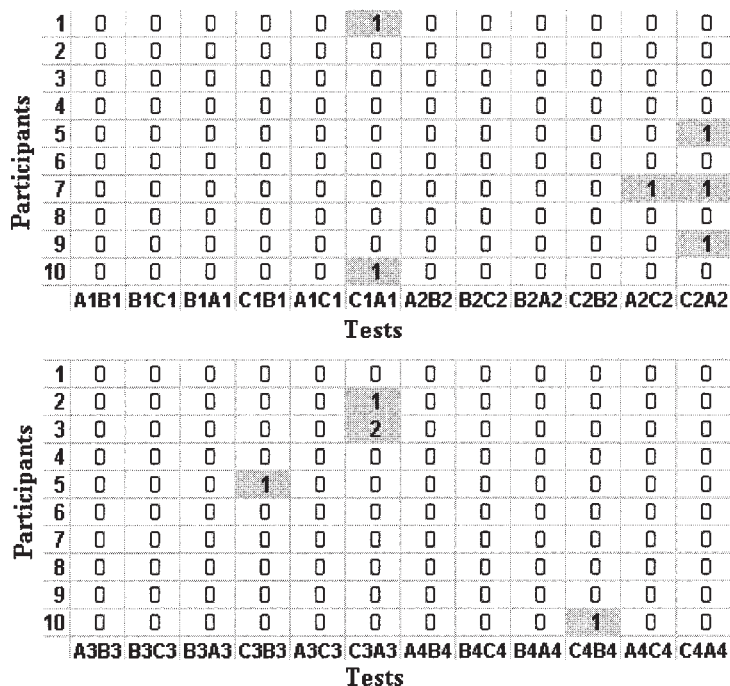 1 0 0 0 0 0 1 0 0 0 0 0 0
2 0 0 0 0 0 0 0 0 0 0 0 0
3 0 0 0 0 0 0 0 0 0 0 0 0
4 0 0 0 0 0 0 0 0 0 0 0 0
5 0 0 0 0 0 0 0 0 0 0 0 1
6 0 0 0 0 0 0 0 0 0 0 0 0
7 0 0 0 0 0 0 0 0 0 0 1 1
8 0 0 0 0 0 0 0 0 0 0 0 0
9 0 0 0 0 0 0 0 0 0 0 0 1
10 0 0 0 0 0 1 0 0 0 0 0 0
Participants
A1B1 B1C1 B1A1 C1B1 A1C1 C1A1 A2B2 B2C2 B2A2 C2B2 A2C2 C2A2
Tests
1 0 0 0 0 0 0 0 0 0 0 0 0
2 0 0 0 0 0 1 0 0 0 0 0 0
3 0 0 0 0 0 2 0 0 0 0 0 0
4 0 0 0 0 0 0 0 0 0 0 0 0
5 0 0 0 1 0 0 0 0 0 0 0 0
6 0 0 0 0 0 0 0 0 0 0 0 0
7 0 0 0 0 0 0 0 0 0 0 0 0
8 0 0 0 0 0 0 0 0 0 0 0 0
9 0 0 0 0 0 0 0 0 0 0 0 0
10 0 0 0 0 0 0 0 0 0 1 0 0
Participants
A3B3 B3C3 B3A3 C3B3 A3C3 C3A3 A4B4 B4C4 B4A4 C4B4 A4C4 C4A4
Tests